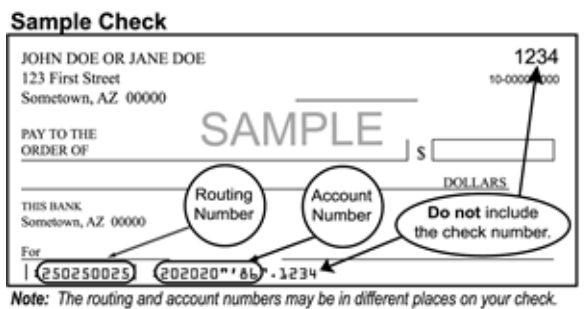 Sample Check
JOHN DOE OR JANE DOE
1234
123 First Street
Sometown, AZ 00000
SAMPLE
PAY TO THE
ORDER OF
$
DOLLARS
Routing
Number
Account
Number
Do not include
the check number.
THIS BANK
Sometown, AZ 00000
For
250250025
202020"'86".1234
Note: The routing and account numbers may be in different places on your check.